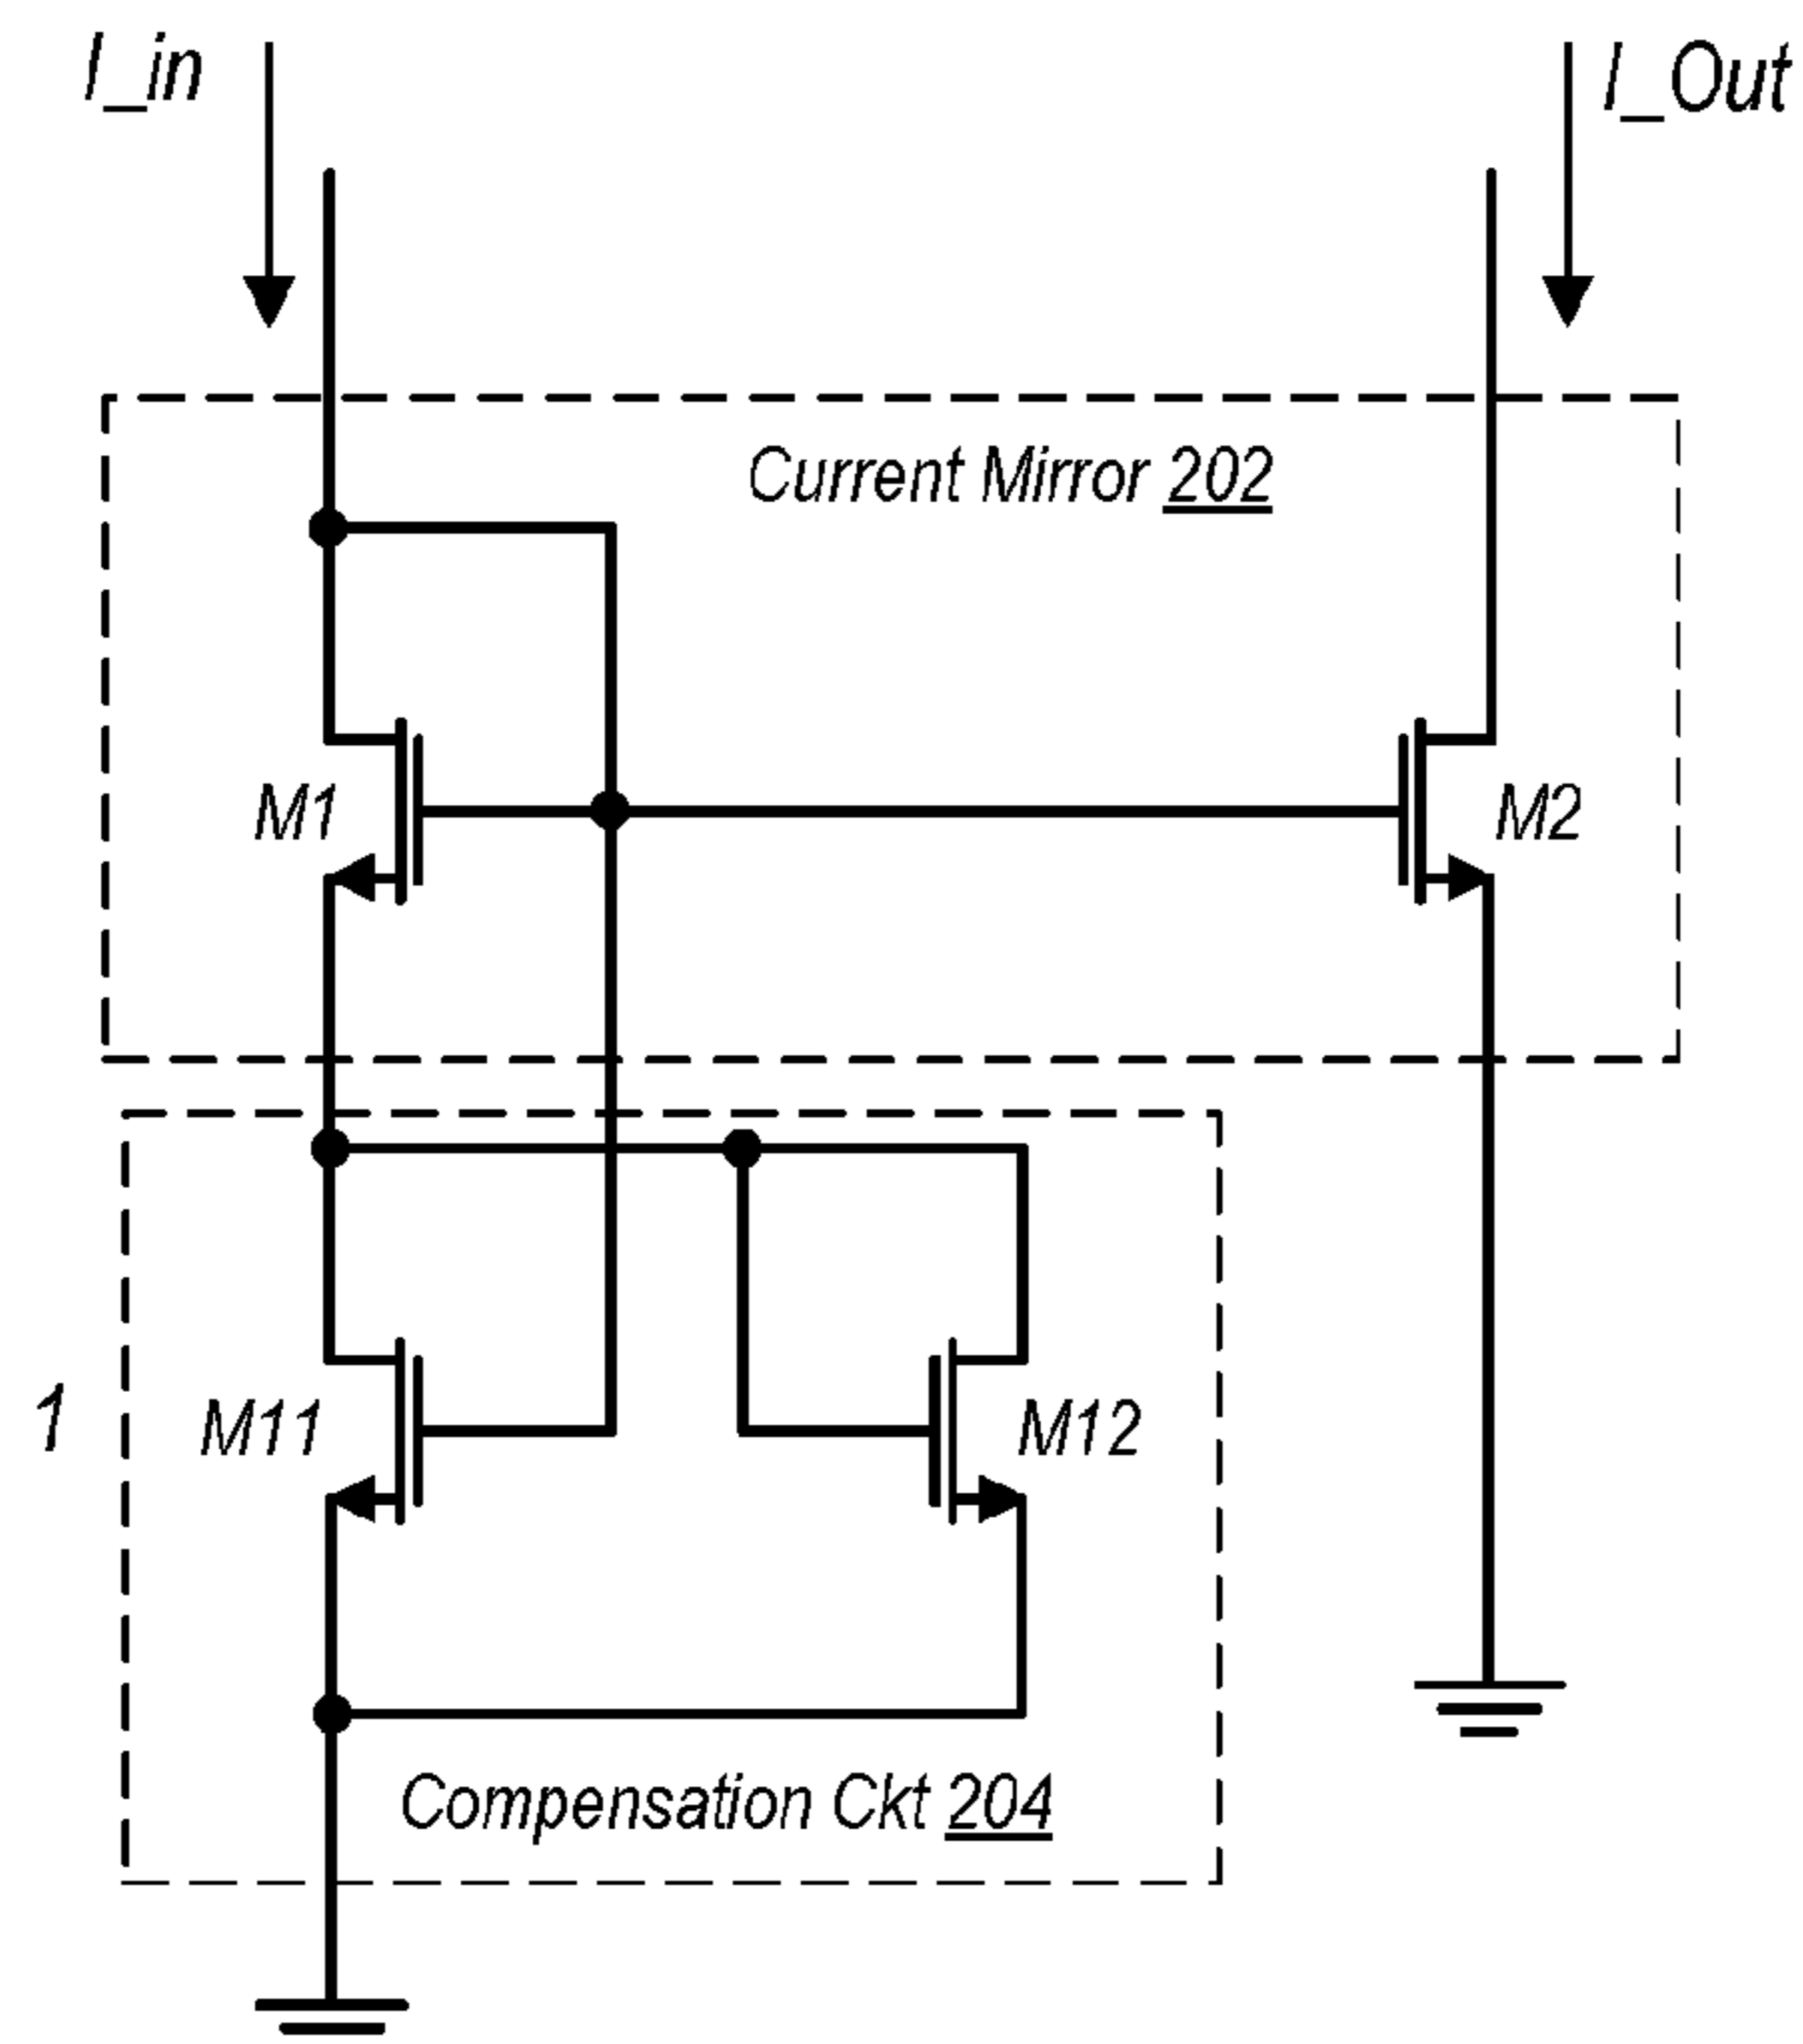 I_in
I_Out
Current Mirror 202
M1
M2
1
M11
M12
Compensation Ckt 204